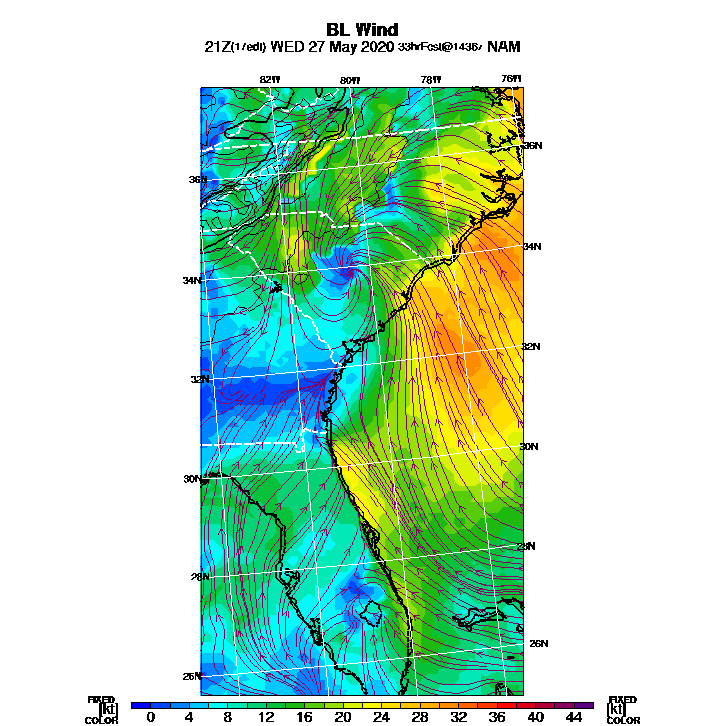 BL Wind
21Z(17edt) WED 27 May 2020 33hrFcst@1436z NAM
82W 80W 78W 76W
36N
36N
34N
34N
32N
32N
30N
30N
28N
28N
26N
26N
FIXED FIXED
[kt] 0 4 8 12 16 20 24 28 32 36 40 44 [kt]
COLOR COLOR